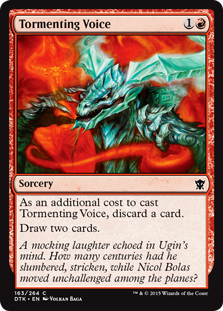 Tormenting Voice 1
Sorcery
As an additional cost to cast
Tormenting Voice, discard a card.
Draw two cards.
A mocking laughter echoed in Ugin's
mind. How many centuries had he
slumbered, stricken, while Nicol Bolas
moved unchallenged among the planes?
163/264 C
DTK • EN Volkan Baga
™ & © 2015 Wizards of the Coast